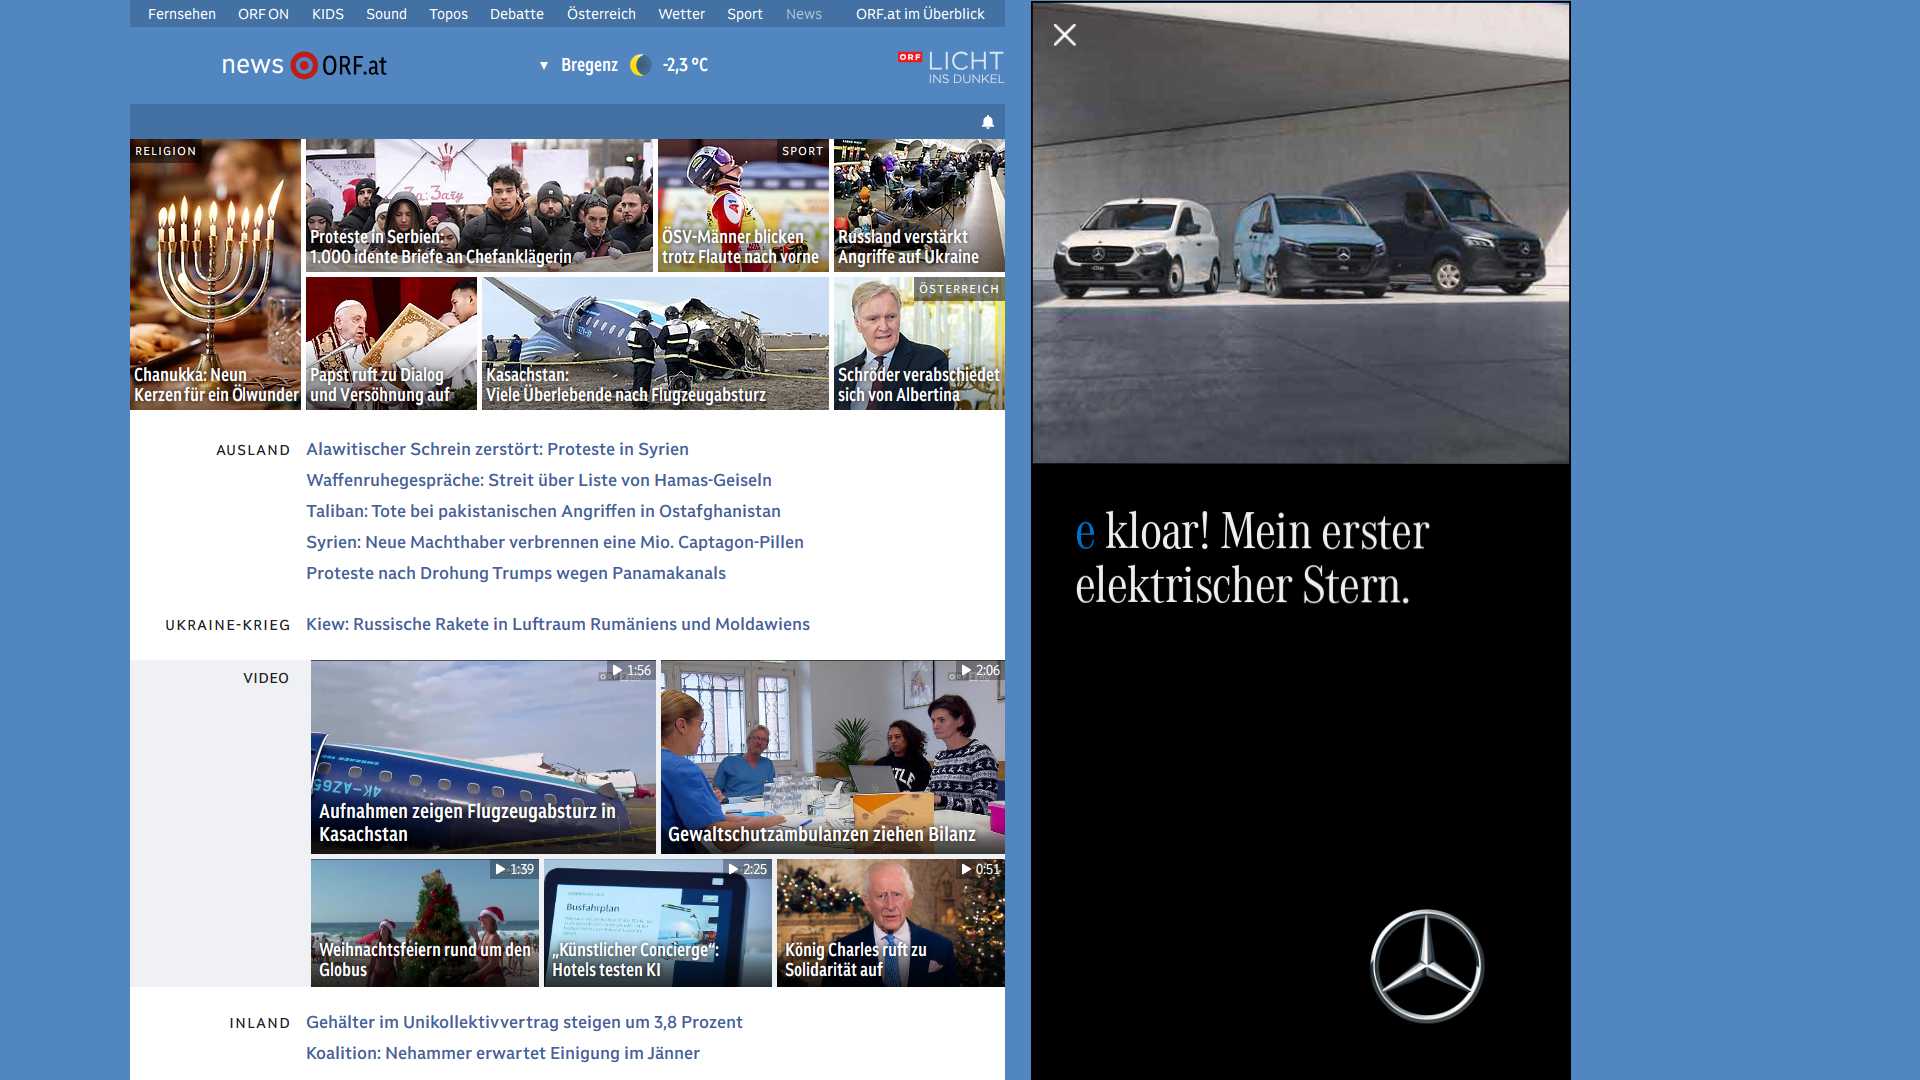 Fernsehen ORF ON KIDS Sound Topos Debatte Österreich Wetter Sport News ORF.at im Überblick
news ORF.at
Bregenz -2,3 °C
ORF LICHT
INS DUNKEL
RELIGION
Chanukka: Neun
Kerzen für ein Ölwunder
Proteste in Serbien:
1.000 idente Briefe an Chefanklägerin
SPORT
ÖSV-Männer blicken
trotz Flaute nach vorne
Russland verstärkt
Angriffe auf Ukraine
Papst ruft zu Dialog
und Versöhnung auf
Kasachstan:
Viele Überlebende nach Flugzeugabsturz
ÖSTERREICH
Schröder verabschiedet
sich von Albertina
AUSLAND
Alawitischer Schrein zerstört: Proteste in Syrien
Waffenruhegespräche: Streit über Liste von Hamas-Geiseln
Taliban: Tote bei pakistanischen Angriffen in Ostafghanistan
Syrien: Neue Machthaber verbrennen eine Mio. Captagon-Pillen
Proteste nach Drohung Trumps wegen Panamakanals
UKRAINE-KRIEG
Kiew: Russische Rakete in Luftraum Rumäniens und Moldawiens
VIDEO
1:56
Aufnahmen zeigen Flugzeugabsturz in
Kasachstan
2:06
Gewaltschutzambulanzen ziehen Bilanz
1:39
Weihnachtsfeiern rund um den
Globus
2:25
Busfahrplan
„Künstlicher Concierge“:
Hotels testen KI
0:51
König Charles ruft zu
Solidarität auf
INLAND
Gehälter im Unikollektivvertrag steigen um 3,8 Prozent
Koalition: Nehammer erwartet Einigung im Jänner
e kloar! Mein erster
elektrischer Stern.